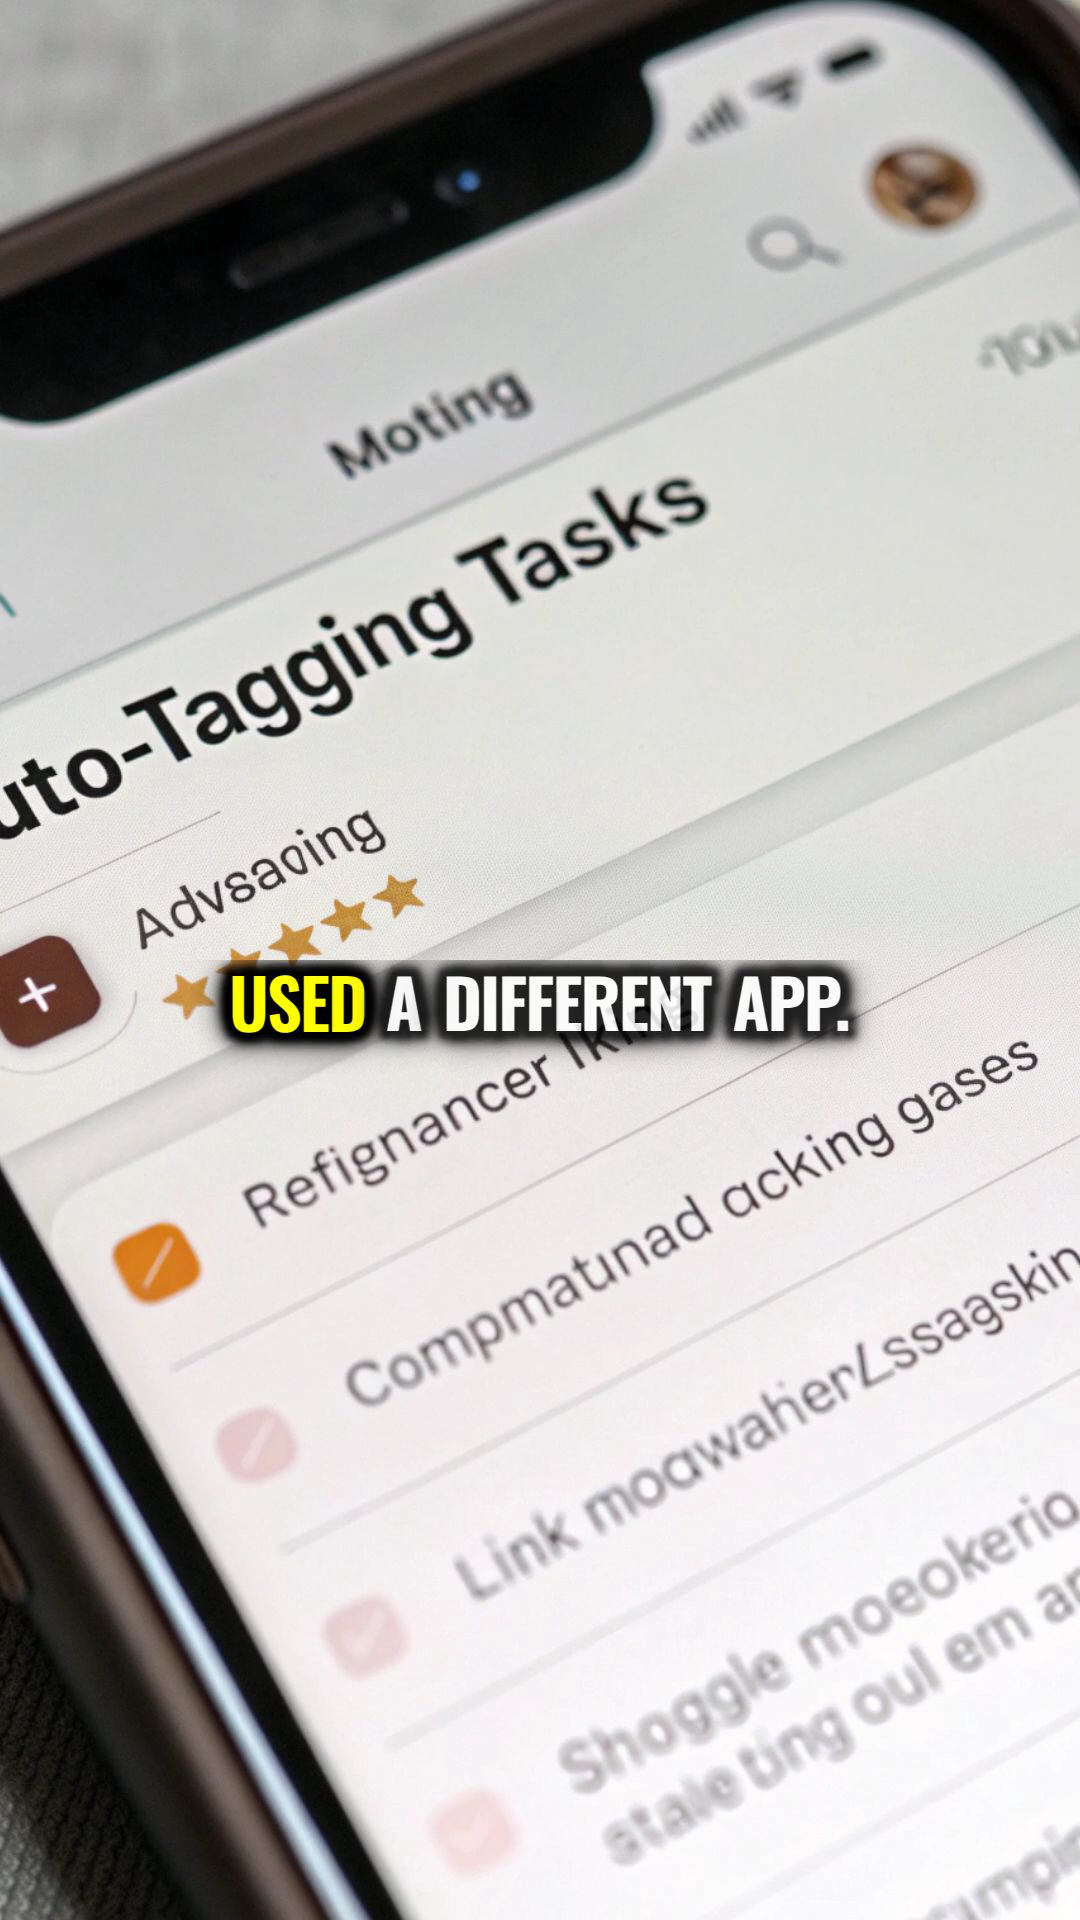 Moting
uto-Tagging Tasks
Advsaving
USED A DIFFERENT APP.
Refignancer
Compmatunad acking gases
Link moawaher/ssagskin
Shoggle moeokerio
stale ting oul em an